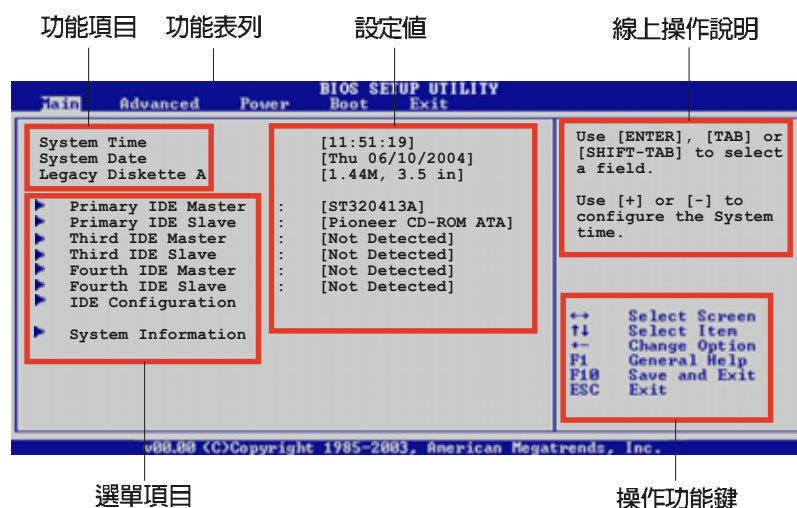 功能項目 功能表列 設定值 線上操作說明
BIOS SETUP UTILITY
Main Advanced Power Boot Exit
System Time [11:51:19]
System Date [Thu 06/10/2004]
Legacy Diskette A [1.44M, 3.5 in]
Primary IDE Master : [ST320413A]
Primary IDE Slave : [Pioneer CD-ROM ATA]
Third IDE Master : [Not Detected]
Third IDE Slave : [Not Detected]
Fourth IDE Master : [Not Detected]
Fourth IDE Slave : [Not Detected]
IDE Configuration
System Information
Use [ENTER], [TAB] or
[SHIFT-TAB] to select
a field.
Use [+] or [-] to
configure the System
time.
↔ Select Screen
↑↓ Select Item
+- Change Option
F1 General Help
F10 Save and Exit
ESC Exit
v00.00 (C)Copyright 1985-2003, American Megatrends, Inc.
選單項目 操作功能鍵